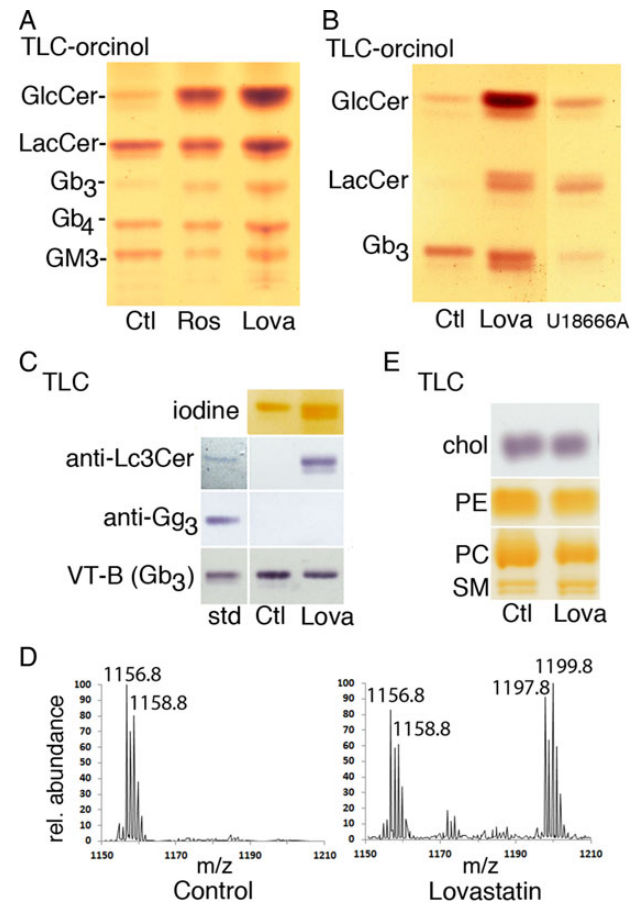 A
TLC-orcinol
GlcCer-
LacCer-
Gb3-
Gb4-
GM3-
Ctl Ros Lova
B
TLC-orcinol
GlcCer
LacCer
Gb3
Ctl Lova U18666A
C
TLC
iodine
anti-Lc3Cer
anti-Gg3
VT-B (Gb3)
std Ctl Lova
E
TLC
chol
PE
PC
SM
Ctl Lova
D
rel. abundance
100
90
80
70
60
50
40
30
20
10
0
1156.8
1158.8
1150 1170 1190 1210
m/z
Control
100
90
80
70
60
50
40
30
20
10
0
1156.8
1158.8
1197.8
1199.8
1150 1170 1190 1210
m/z
Lovastatin